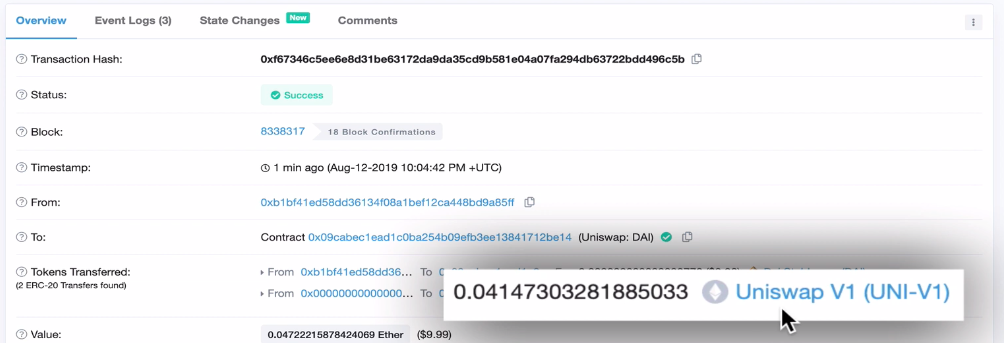 Overview Event Logs (3) State Changes New Comments
Transaction Hash: 0xf67346c5ee6e8d31be63172da9da35cd9b581e04a07fa294db63722bdd496c5b
Status: Success
Block: 8338317 18 Block Confirmations
Timestamp: 1 min ago (Aug-12-2019 10:04:42 PM +UTC)
From: 0xb1bf41ed58dd36134f08a1bef12ca448bd9a85ff
To: Contract 0x09cabec1ead1c0ba254b09efb3ee13841712be14 (Uniswap: DAI)
Tokens Transferred: From 0xb1bf41ed58dd36... To
(2 ERC-20 Transfers found)
From 0x00000000000000... To
0.04147303281885033 Uniswap V1 (UNI-V1)
Value: 0.04722215878424069 Ether ($9.99)